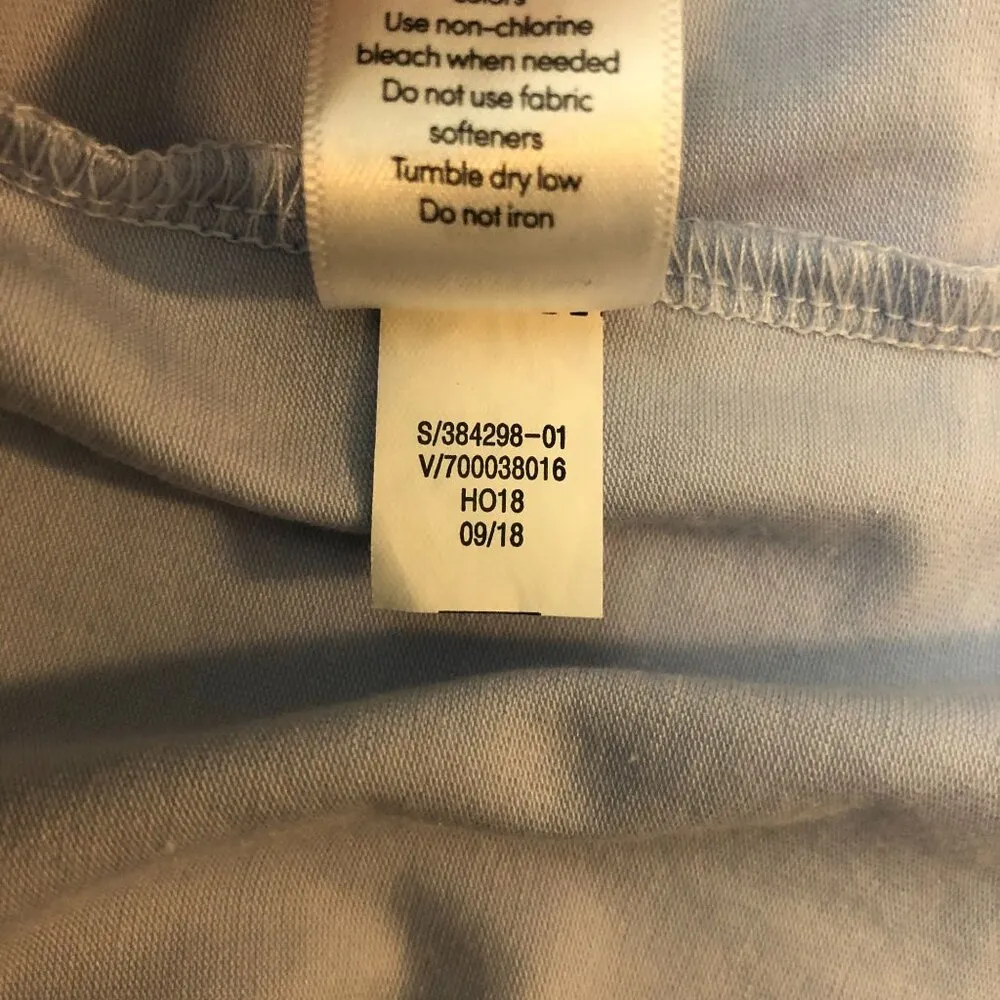 colors
Use non-chlorine
bleach when needed
Do not use fabric
softeners
Tumble dry low
Do not iron
S/384298-01
V/700038016
HO18
09/18